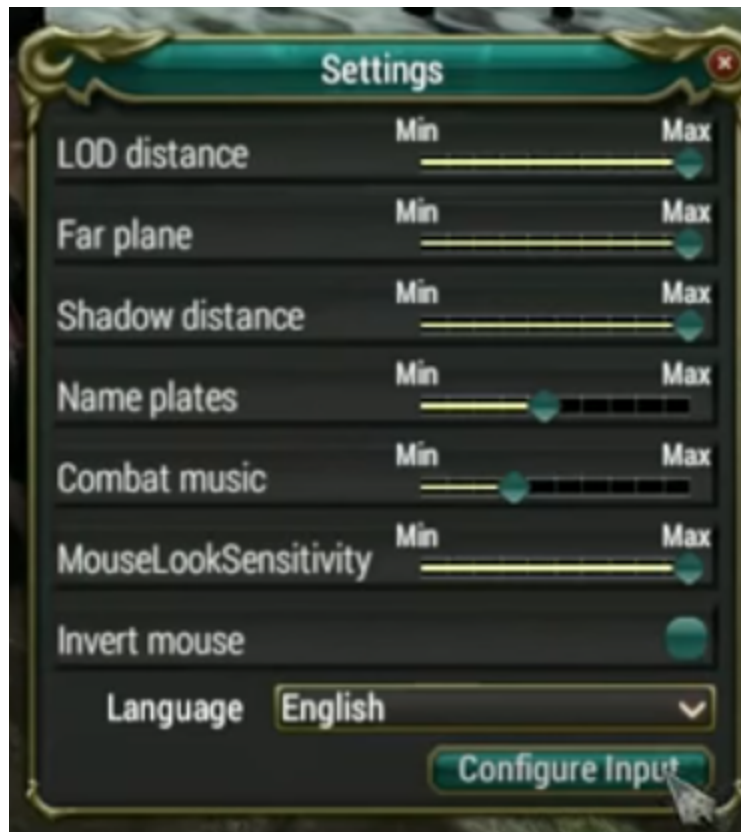 Settings
Min Max
LOD distance
Min Max
Far plane
Min Max
Shadow distance
Min Max
Name plates
Min Max
Combat music
Min Max
MouseLookSensitivity
Invert mouse
Language English
Configure Input